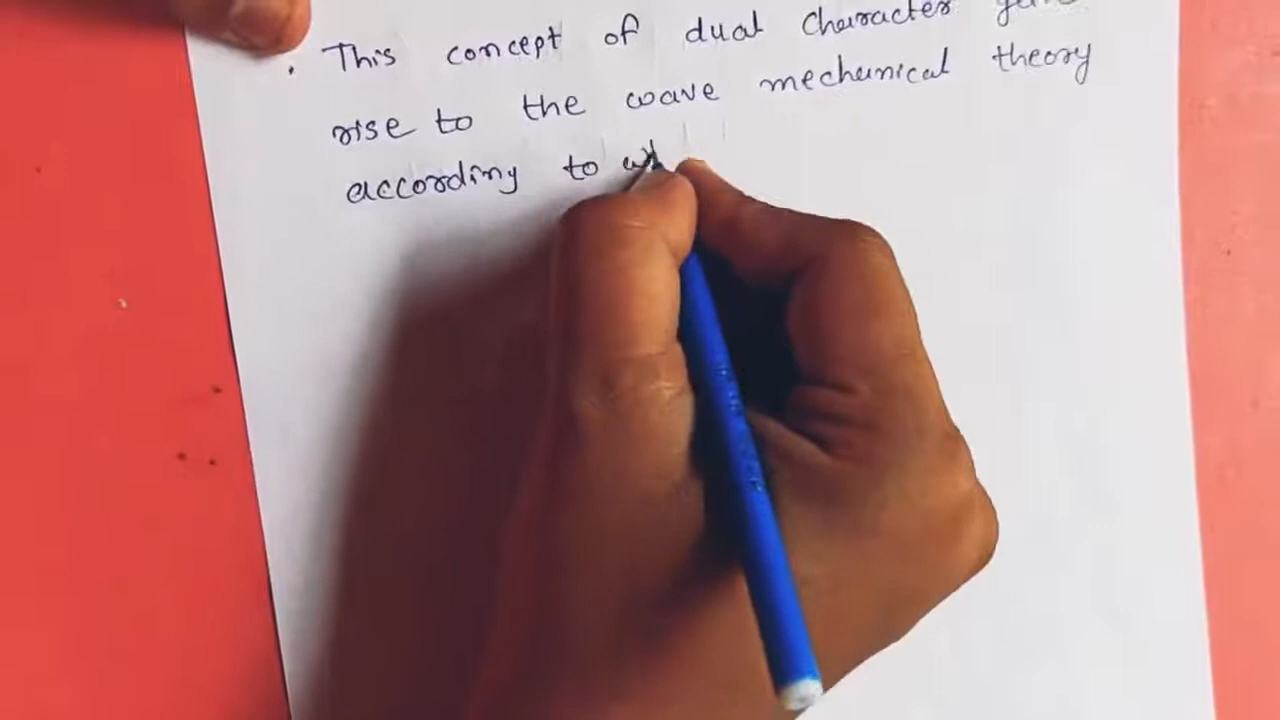 This concept of dual character
rise to the wave mechanical theory
according to